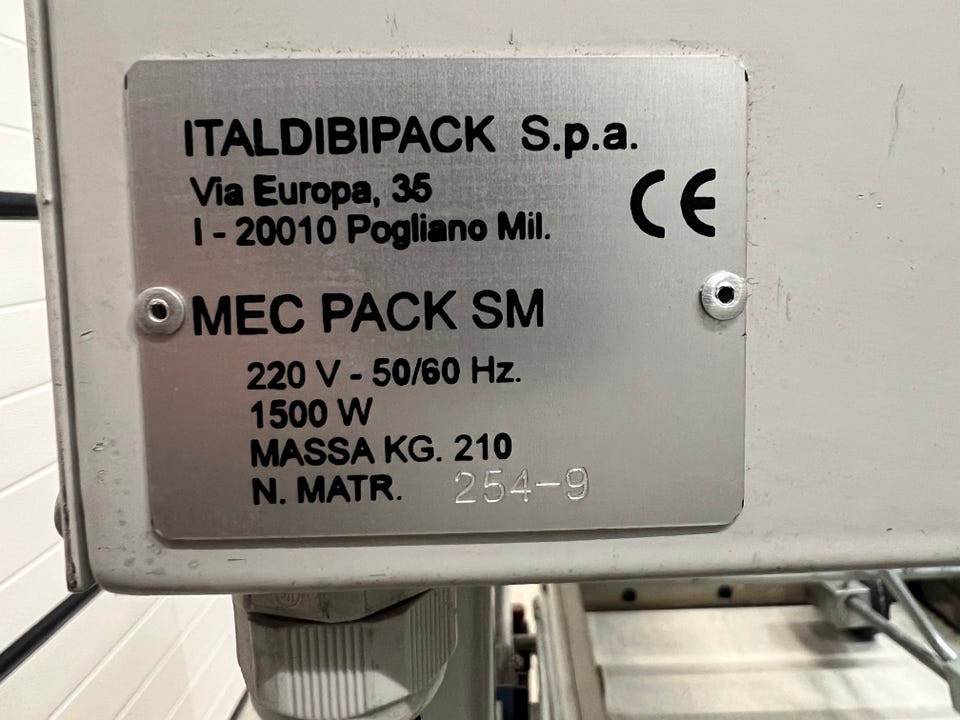 ITALDIBIPACK S.p.a.
Via Europa, 35
I - 20010 Pogliano Mil.
CE
MEC PACK SM
220 V - 50/60 Hz.
1500 W
MASSA KG. 210
N. MATR. 254-9